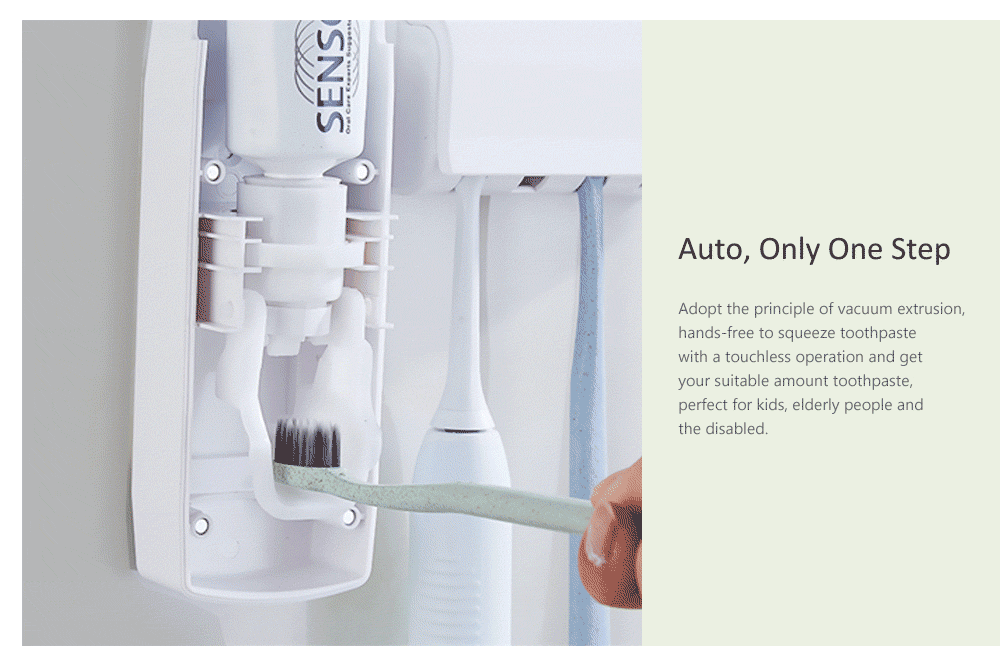 SENSO
Oral Care Experts Suggest
Auto, Only One Step
Adopt the principle of vacuum extrusion,
hands-free to squeeze toothpaste
with a touchless operation and get
your suitable amount toothpaste,
perfect for kids, elderly people and
the disabled.